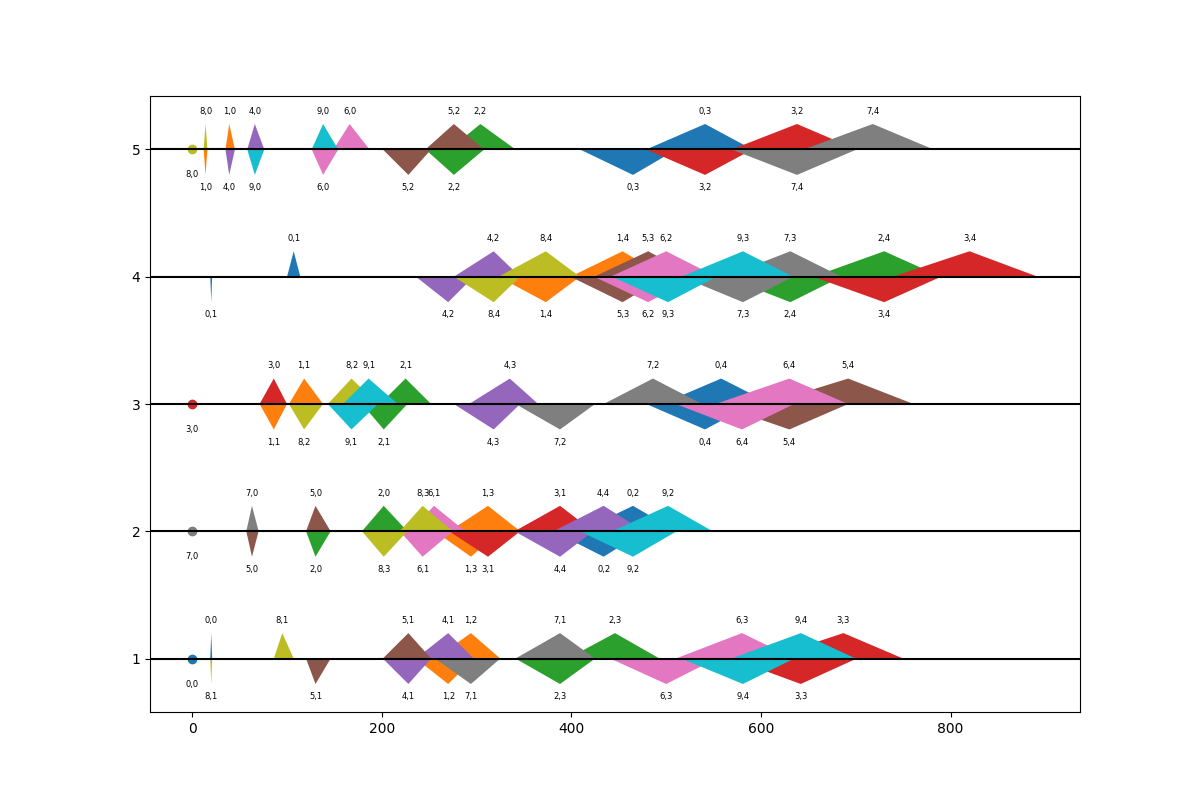 8,0 1,0 4,0 9,0 6,0 5,2 2,2 0,3 3,2 7,4
5
8,0
1,0 4,0 9,0 6,0 5,2 2,2 0,3 3,2 7,4
0,1 4,2 8,4 1,4 5,3 6,2 9,3 7,3 2,4 3,4
4
0,1 4,2 8,4 1,4 5,3 6,2 9,3 7,3 2,4 3,4
3,0 1,1 8,2 9,1 2,1 4,3 7,2 0,4 6,4 5,4
3
3,0
1,1 8,2 9,1 2,1 4,3 7,2 0,4 6,4 5,4
7,0 5,0 2,0 8,3 6,1 1,3 3,1 4,4 0,2 9,2
2
7,0
5,0 2,0 8,3 6,1 1,3 3,1 4,4 0,2 9,2
0,0 8,1 5,1 4,1 1,2 7,1 2,3 6,3 9,4 3,3
1
0,0
8,1 5,1 4,1 1,2 7,1 2,3 6,3 9,4 3,3
0 200 400 600 800